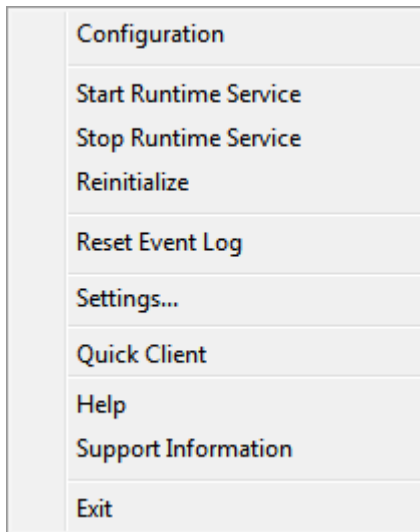 Configuration
Start Runtime Service
Stop Runtime Service
Reinitialize
Reset Event Log
Settings...
Quick Client
Help
Support Information
Exit